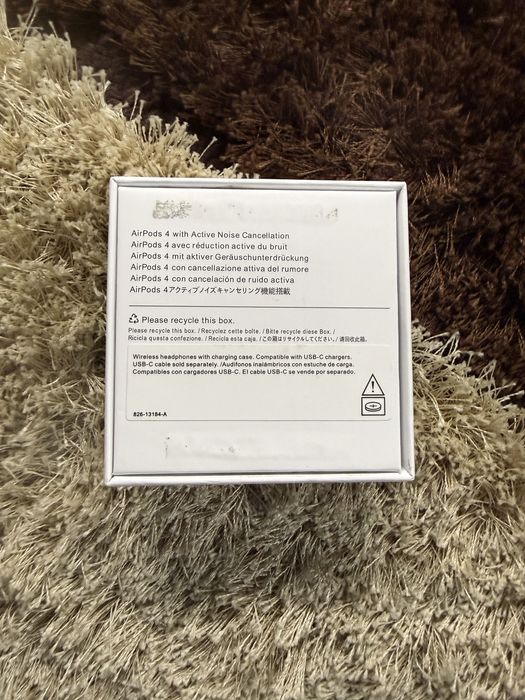 AirPods 4 with Active Noise Cancellation
AirPods 4 avec réduction active du bruit
AirPods 4 mit aktiver Geräuschunterdrückung
AirPods 4 con cancellazione attiva del rumore
AirPods 4 con cancelación de ruido activa
AirPods 4アクティブノイズキャンセリング機能搭載
Please recycle this box.
Please recycle this box. / Recyclez cette boîte. / Bitte recycle diese Box. /
Ricicla questa confezione. / Recicla esta caja. / この箱はリサイクルしてください。/ 请回收此箱。
Wireless headphones with charging case. Compatible with USB-C chargers.
USB-C cable sold separately. /Audífonos inalámbricos con estuche de carga.
Compatibles con cargadores USB-C. El cable USB-C se vende por separado.
826-13184-A